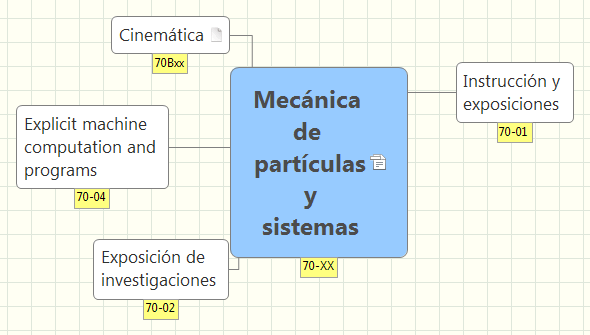 Cinemática
70Bxx
Mecánica
de
partículas
y
sistemas
70-XX
Instrucción y
exposiciones
70-01
Explicit machine
computation and
programs
70-04
Exposición de
investigaciones
70-02